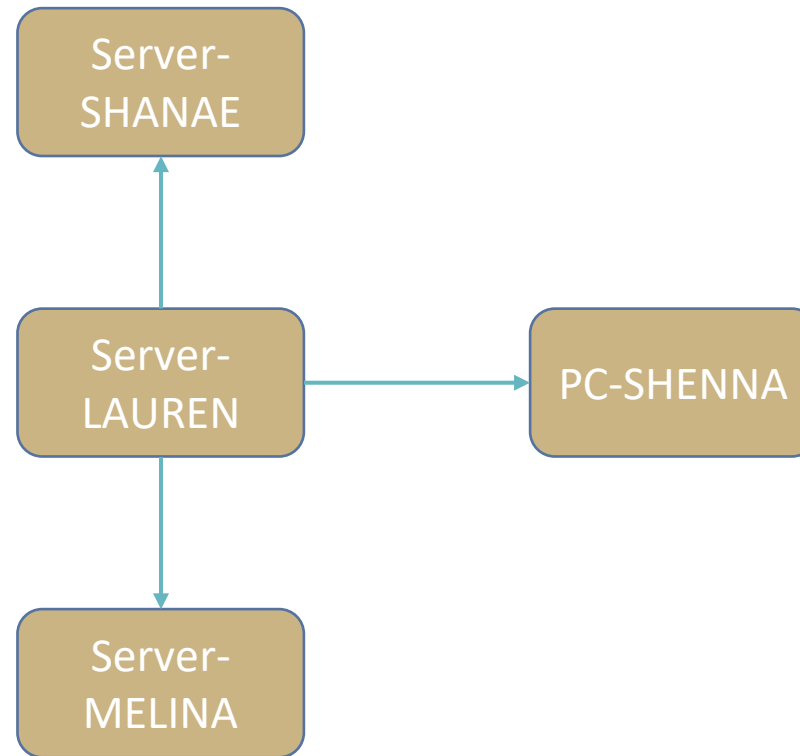 Server-
SHANAE
Server-
LAUREN
PC-SHENNA
Server-
MELINA